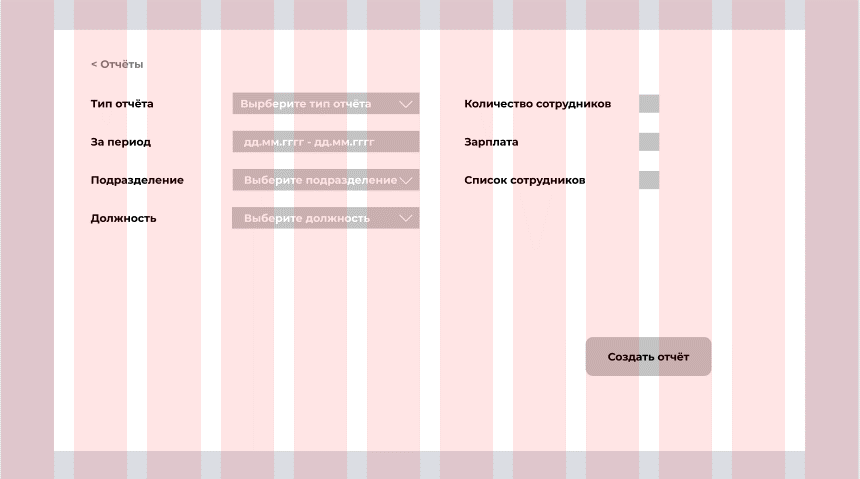 < Отчёты
Тип отчёта
Вырберите тип отчёта
За период
дд.мм.гггг - дд.мм.гггг
Подразделение
Выберите подразделение
Должность
Выберите должность
Количество сотрудников
Зарплата
Список сотрудников
Создать отчёт